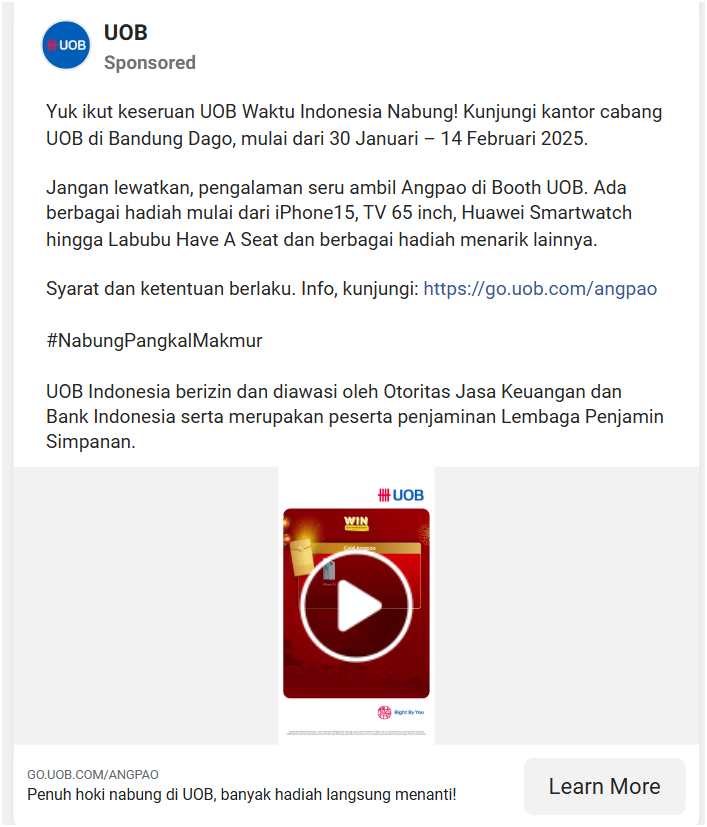 UOB
UOB
Sponsored
Yuk ikut keseruan UOB Waktu Indonesia Nabung! Kunjungi kantor cabang
UOB di Bandung Dago, mulai dari 30 Januari – 14 Februari 2025.
Jangan lewatkan, pengalaman seru ambil Angpao di Booth UOB. Ada
berbagai hadiah mulai dari iPhone15, TV 65 inch, Huawei Smartwatch
hingga Labubu Have A Seat dan berbagai hadiah menarik lainnya.
Syarat dan ketentuan berlaku. Info, kunjungi: https://go.uob.com/angpao
#NabungPangkalMakmur
UOB Indonesia berizin dan diawasi oleh Otoritas Jasa Keuangan dan
Bank Indonesia serta merupakan peserta penjaminan Lembaga Penjamin
Simpanan.
UOB
WIN
Gold Angpao
Right By You
GO.UOB.COM/ANGPAO
Penuh hoki nabung di UOB, banyak hadiah langsung menanti!
Learn More